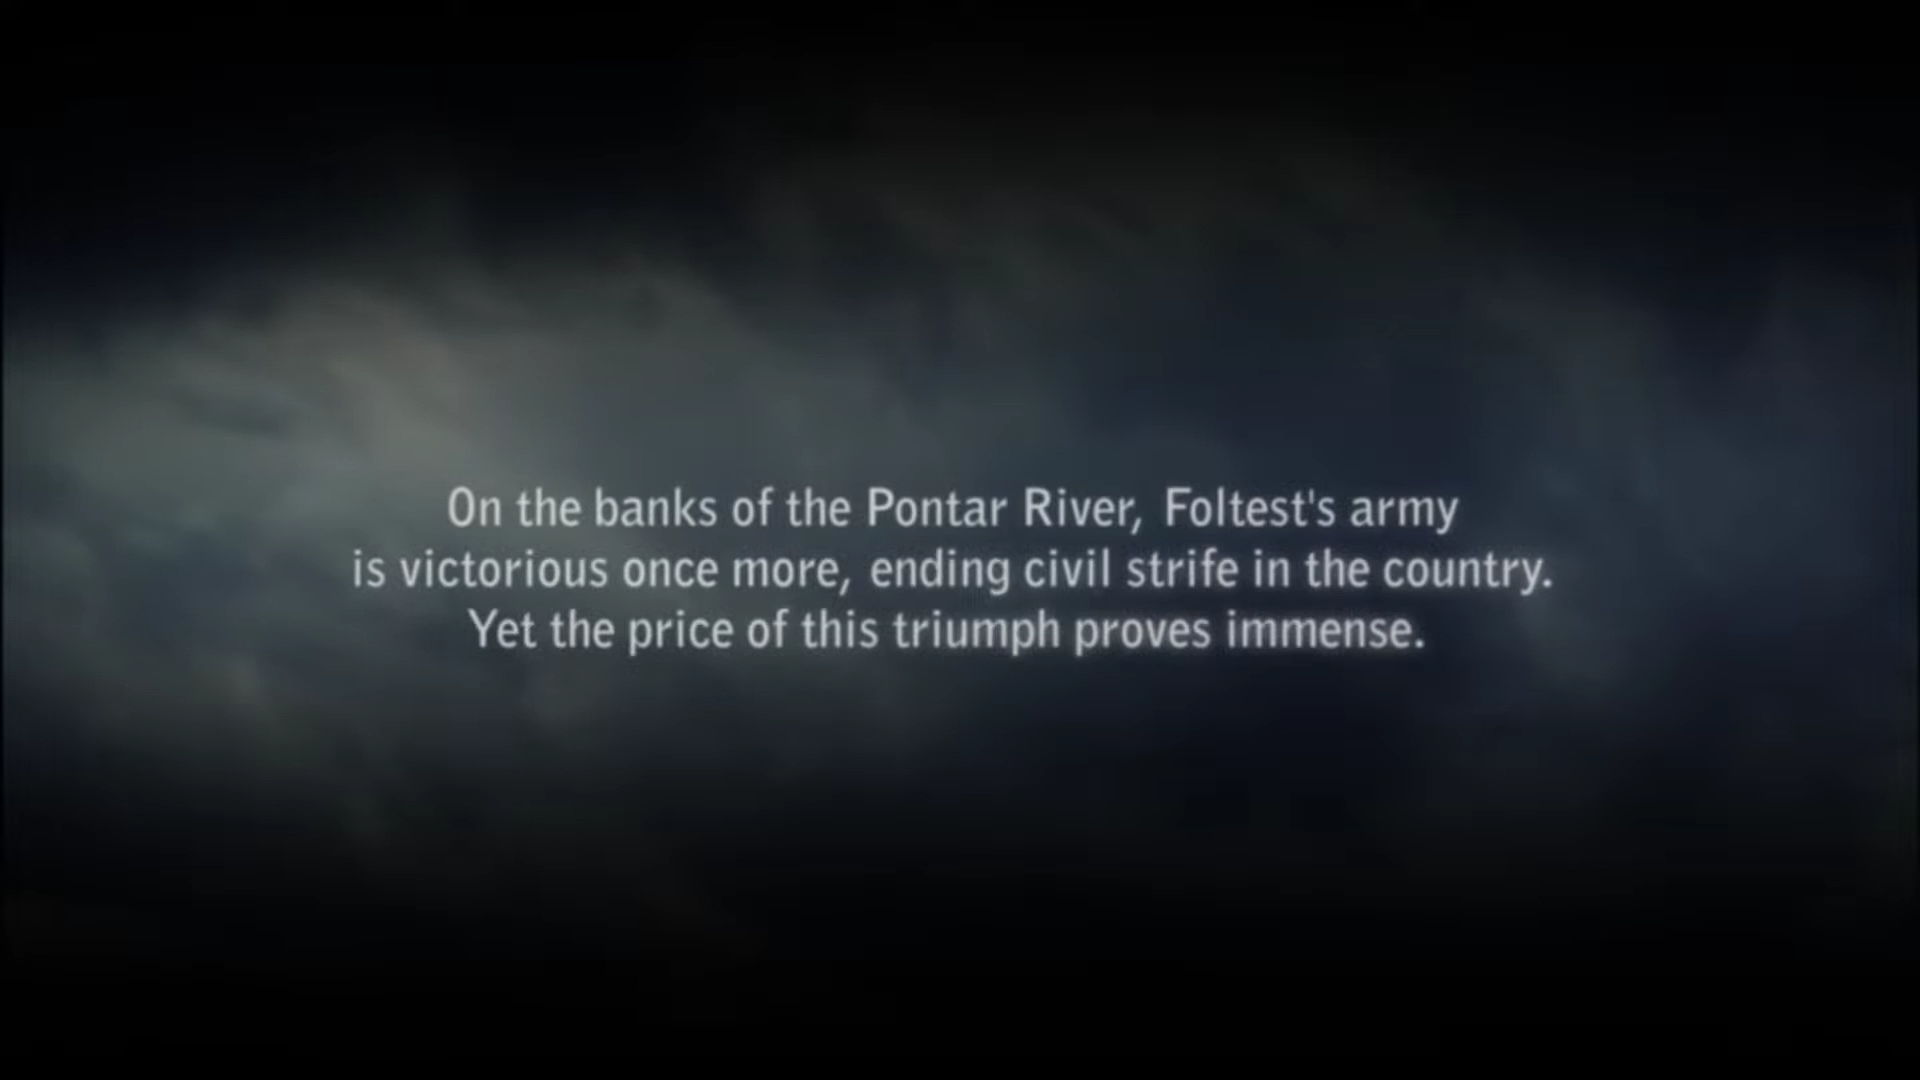 On the banks of the Pontar River, Foltest's army
is victorious once more, ending civil strife in the country.
Yet the price of this triumph proves immense.